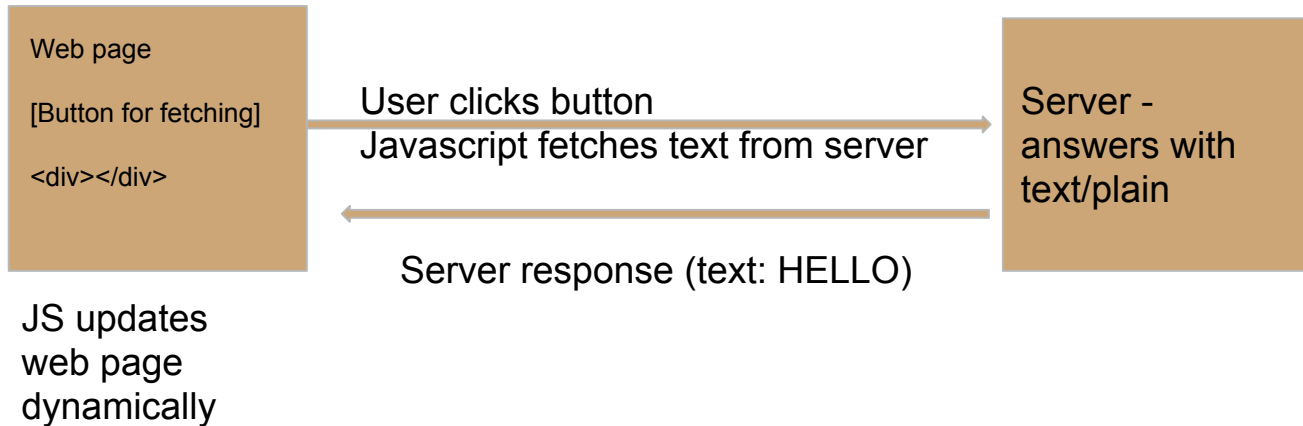 Web page
[Button for fetching]
<div></div>
User clicks button
Javascript fetches text from server
Server -
answers with
text/plain
Server response (text: HELLO)
JS updates
web page
dynamically